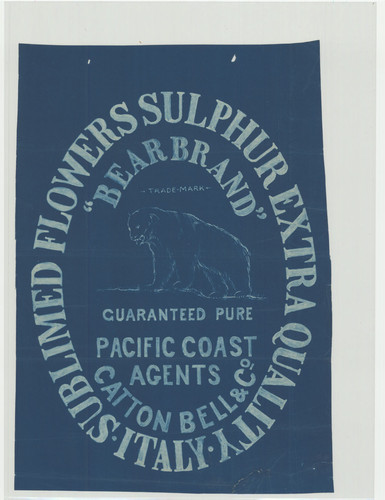 SUBLIMED FLOWERS SULPHUR EXTRA QUALITY · ITALY ·
"BEAR BRAND"
- TRADE-MARK -
GUARANTEED PURE
PACIFIC COAST
AGENTS
CATTON BELL & Cº